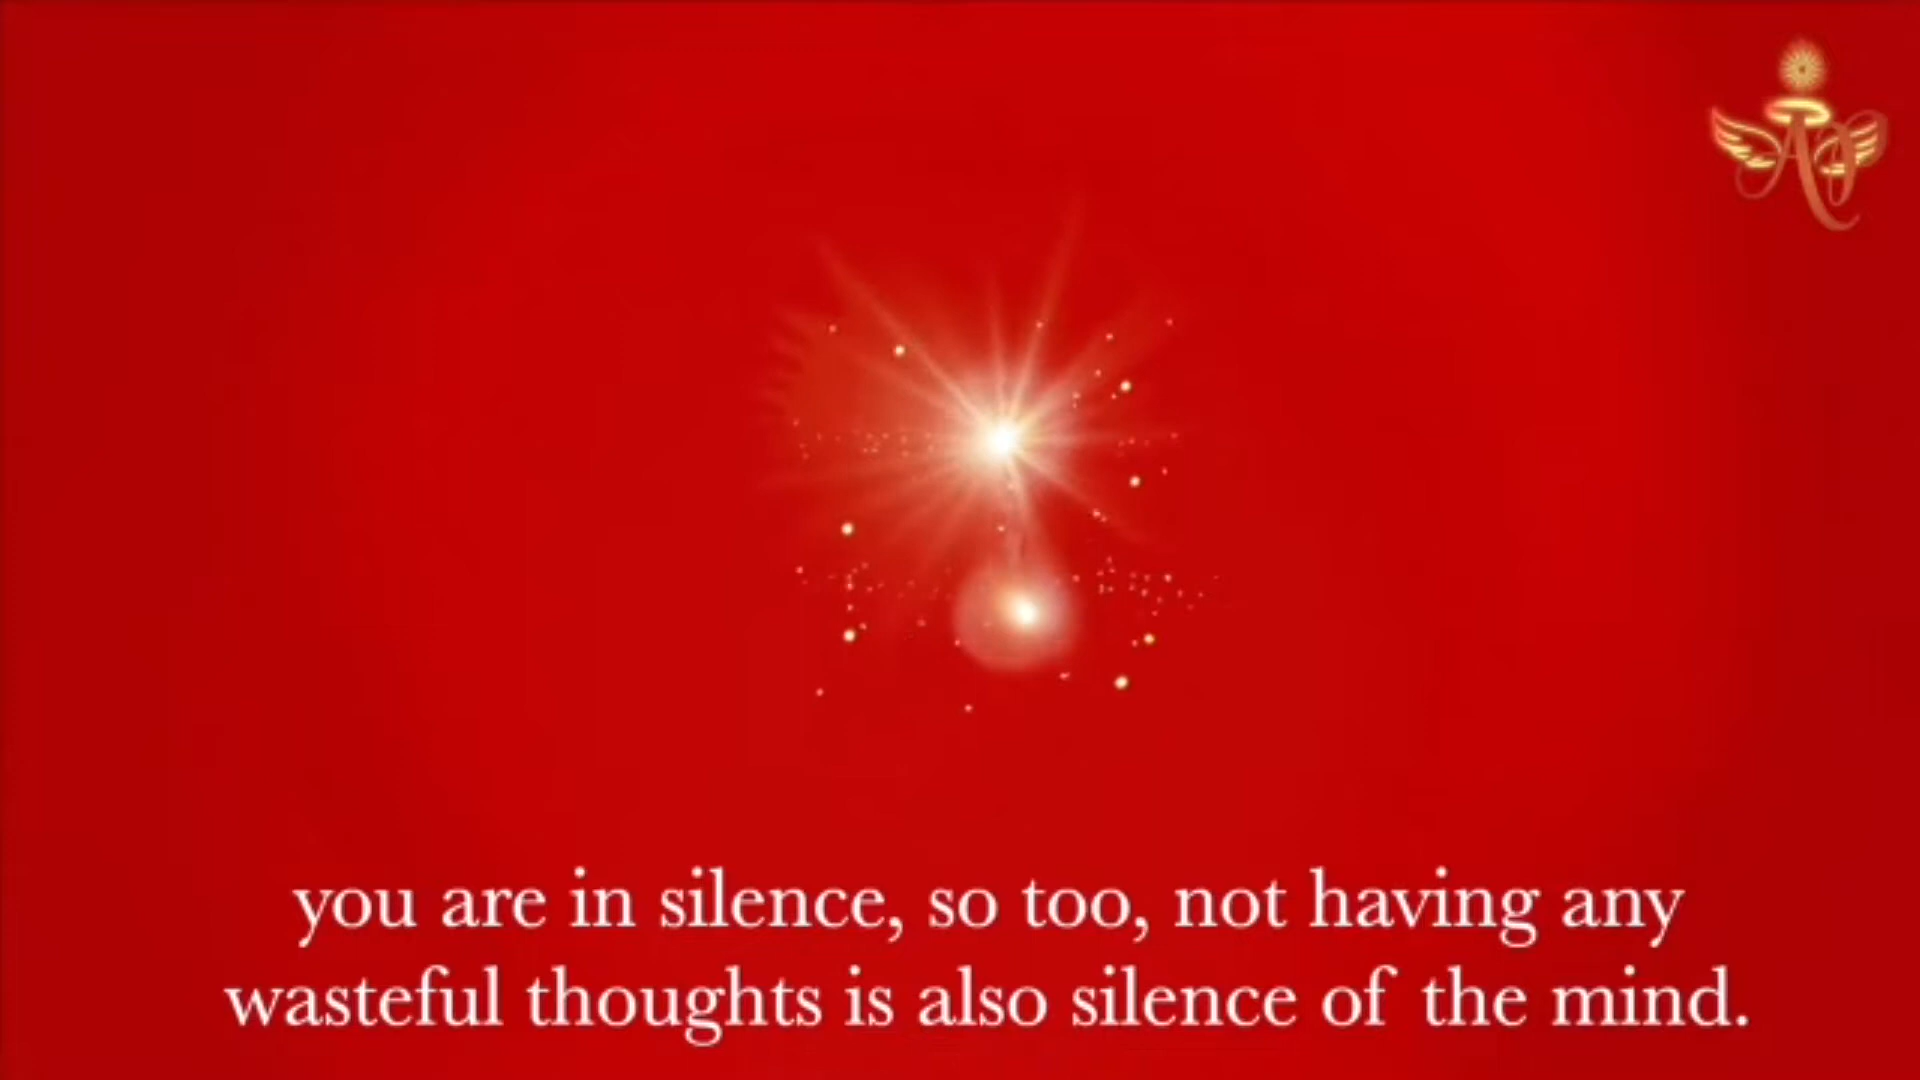 you are in silence, so too, not having any
wasteful thoughts is also silence of the mind.